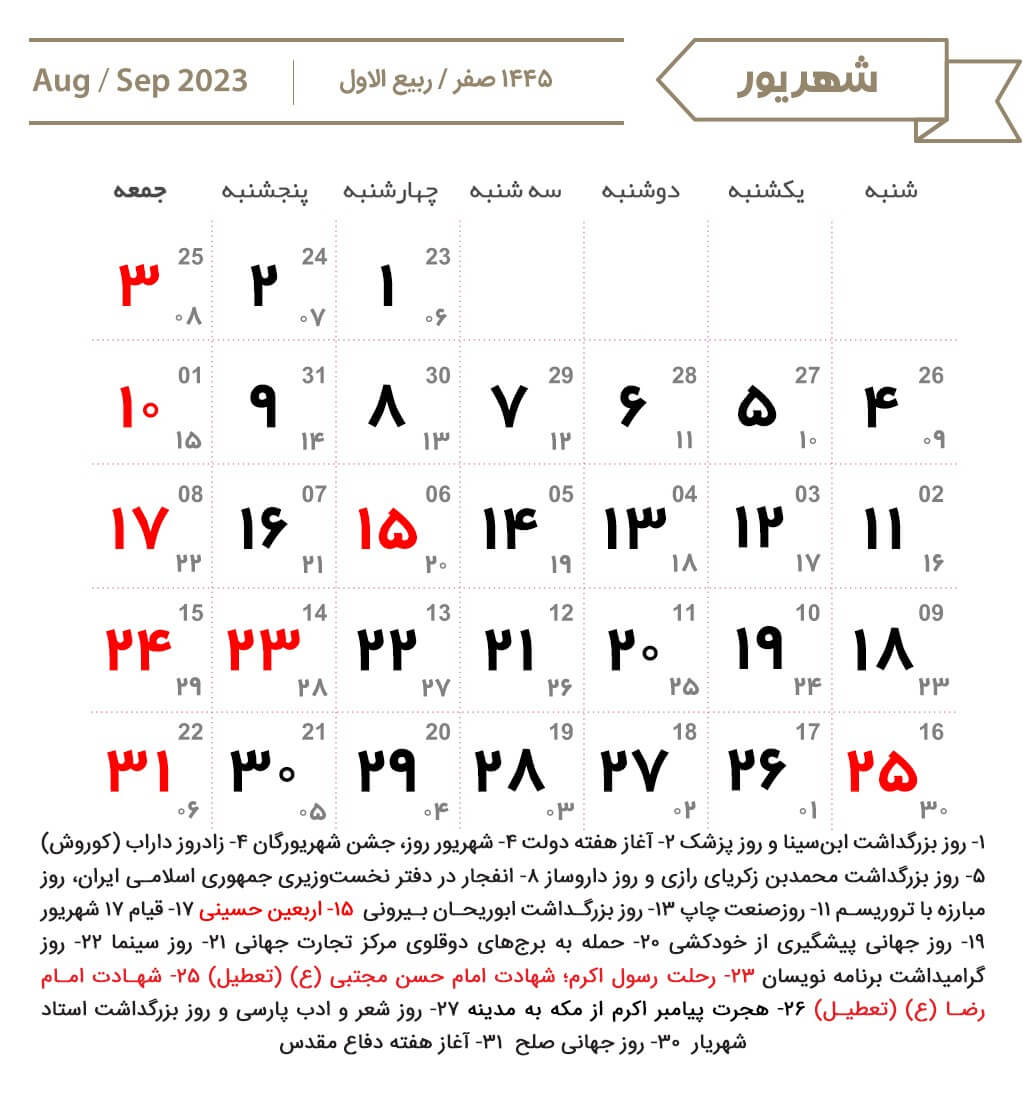 شهریور
۱۴۴۵ صفر / ربیع الاول
Aug / Sep 2023
شنبه یکشنبه دوشنبه سه شنبه چهارشنبه پنجشنبه جمعه
23 24 25
۱ ۲ ۳
۰۶ ۰۷ ۰۸
26 27 28 29 30 31 01
۴ ۵ ۶ ۷ ۸ ۹ ۱۰
۰۹ ۱۰ ۱۱ ۱۲ ۱۳ ۱۴ ۱۵
02 03 04 05 06 07 08
۱۱ ۱۲ ۱۳ ۱۴ ۱۵ ۱۶ ۱۷
۱۶ ۱۷ ۱۸ ۱۹ ۲۰ ۲۱ ۲۲
09 10 11 12 13 14 15
۱۸ ۱۹ ۲۰ ۲۱ ۲۲ ۲۳ ۲۴
۲۳ ۲۴ ۲۵ ۲۶ ۲۷ ۲۸ ۲۹
16 17 18 19 20 21 22
۲۵ ۲۶ ۲۷ ۲۸ ۲۹ ۳۰ ۳۱
۳۰ ۰۱ ۰۲ ۰۳ ۰۴ ۰۵ ۰۶
۱- روز بزرگداشت ابن‌سینا و روز پزشک ۲- آغاز هفته دولت ۴- شهریور روز، جشن شهریورگان ۴- زادروز داراب (کوروش)
۵- روز بزرگداشت محمدبن زکریای رازی و روز داروساز ۸- انفجار در دفتر نخست‌وزیری جمهوری اسلامی ایران، روز
مبارزه با تروریسم ۱۱- روزصنعت چاپ ۱۳- روز بزرگداشت ابوریحان بیرونی ۱۵- اربعین حسینی ۱۷- قیام ۱۷ شهریور
۱۹- روز جهانی پیشگیری از خودکشی ۲۰- حمله به برج‌های دوقلوی مرکز تجارت جهانی ۲۱- روز سینما ۲۲- روز
گرامیداشت برنامه نویسان ۲۳- رحلت رسول اکرم؛ شهادت امام حسن مجتبی (ع) (تعطیل) ۲۵- شهادت امام
رضا (ع) (تعطیل) ۲۶- هجرت پیامبر اکرم از مکه به مدینه ۲۷- روز شعر و ادب پارسی و روز بزرگداشت استاد
شهریار ۳۰- روز جهانی صلح ۳۱- آغاز هفته دفاع مقدس